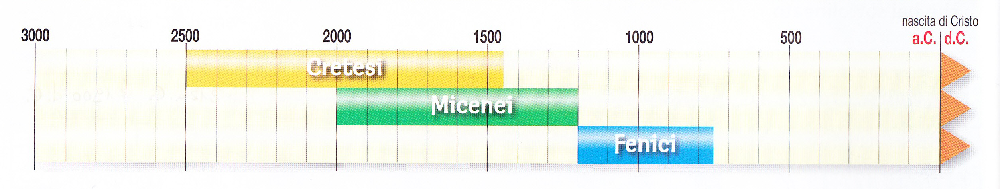 nascita di Cristo
3000 2500 2000 1500 1000 500 a.C. d.C.
Cretesi
Micenei
Fenici